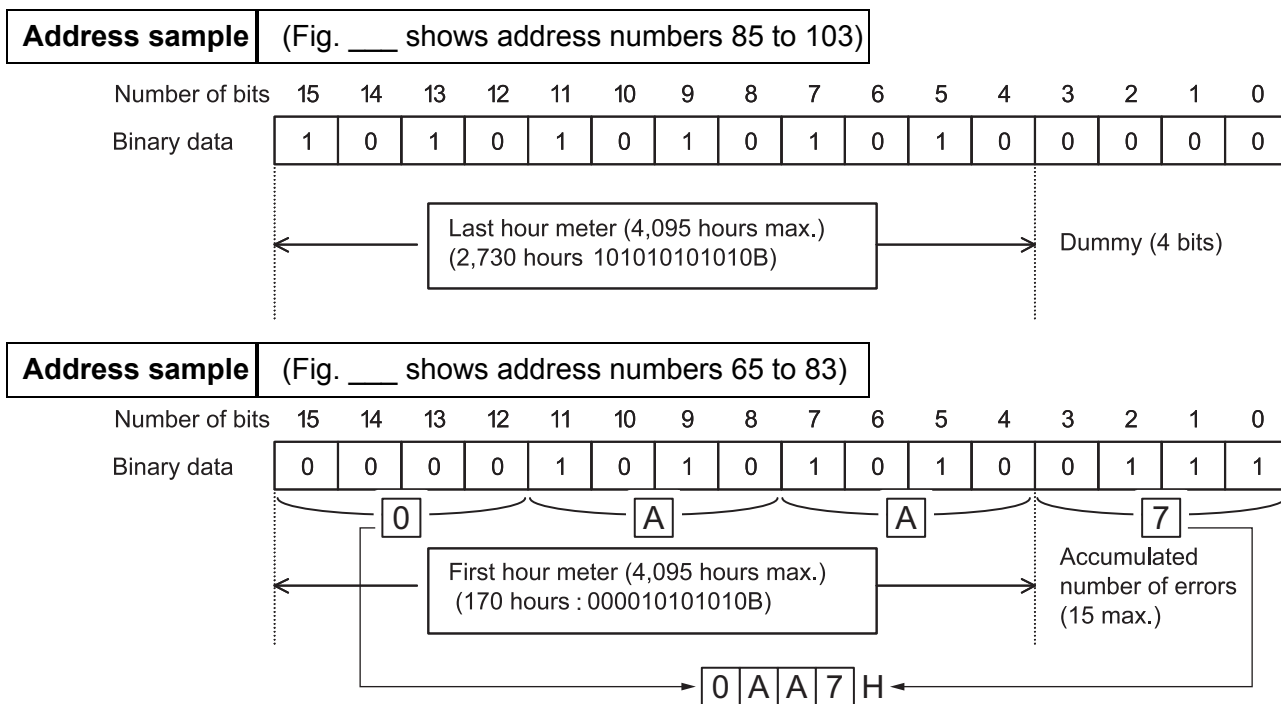 Address sample (Fig. ___ shows address numbers 85 to 103)
Number of bits 15 14 13 12 11 10 9 8 7 6 5 4 3 2 1 0
Binary data 1 0 1 0 1 0 1 0 1 0 1 0 0 0 0 0
Last hour meter (4,095 hours max.)
(2,730 hours 101010101010B)
Dummy (4 bits)
Address sample (Fig. ___ shows address numbers 65 to 83)
Number of bits 15 14 13 12 11 10 9 8 7 6 5 4 3 2 1 0
Binary data 0 0 0 0 1 0 1 0 1 0 1 0 0 1 1 1
0 A A 7
First hour meter (4,095 hours max.)
(170 hours : 000010101010B)
Accumulated
number of errors
(15 max.)
0 A A 7 H